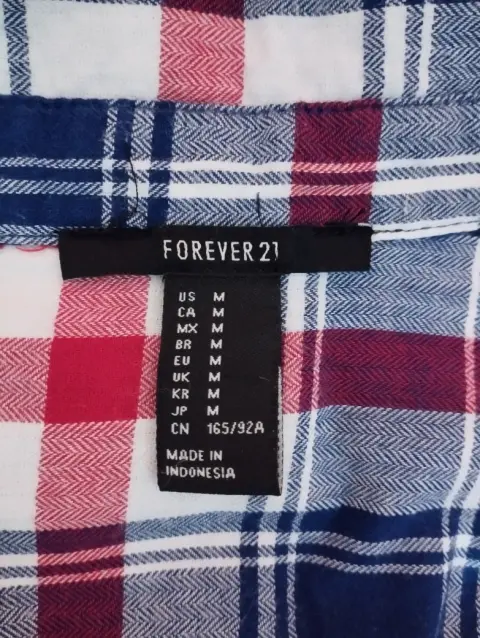 FOREVER 21
US M
CA M
MX M
BR M
EU M
UK M
KR M
JP M
CN 165/92A
MADE IN
INDONESIA